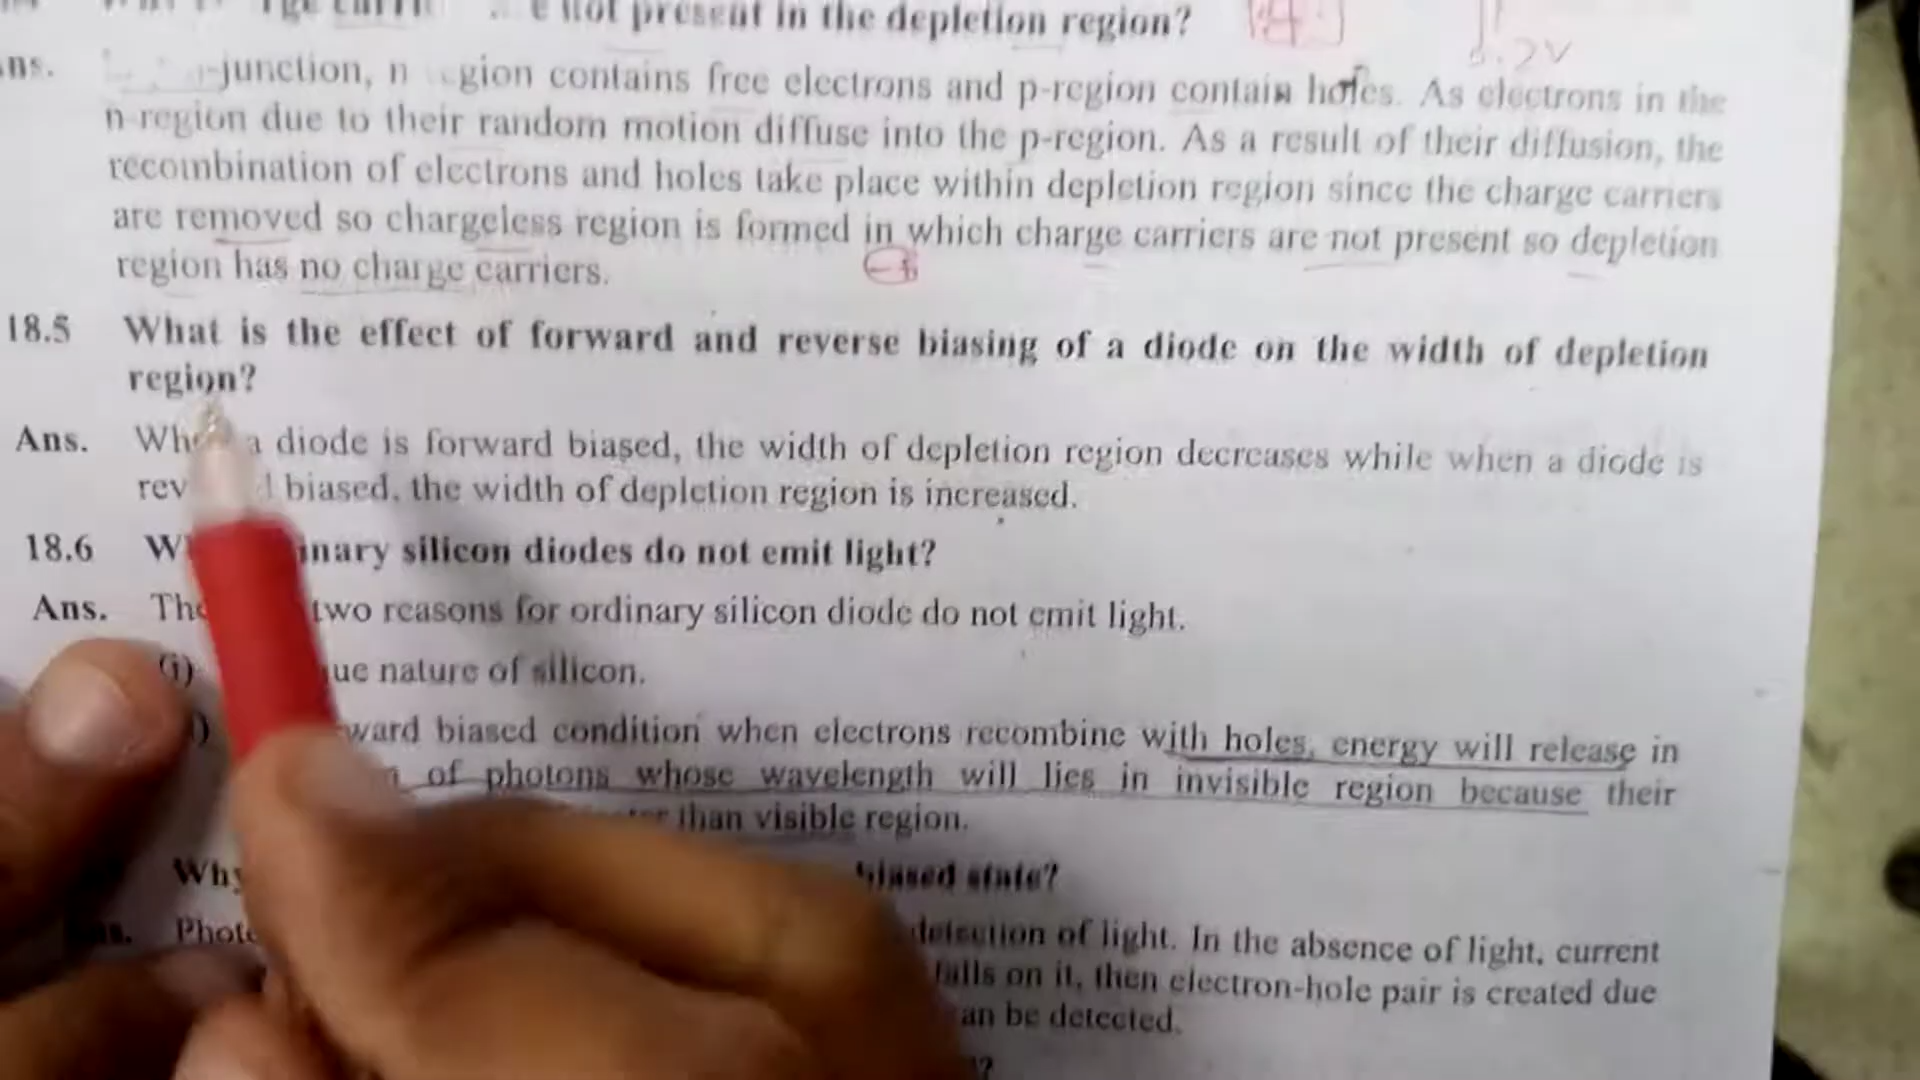 not present in the depletion region?
0.2V
-junction, n gion contains free electrons and p-region contain holes. As electrons in the
n-region due to their random motion diffuse into the p-region. As a result of their diffusion, the
recombination of electrons and holes take place within depletion region since the charge carriers
are removed so chargeless region is formed in which charge carriers are not present so depletion
region has no charge carriers.
18.5 What is the effect of forward and reverse biasing of a diode on the width of depletion
region?
Ans. Whe a diode is forward biased, the width of depletion region decreases while when a diode is
rev d biased, the width of depletion region is increased.
18.6 W inary silicon diodes do not emit light?
Ans. The two reasons for ordinary silicon diode do not emit light.
(i) ue nature of silicon.
ward biased condition when electrons recombine with holes, energy will release in
of photons whose wavelength will lies in invisible region because their
than visible region.
Why biased state?
Phot detection of light. In the absence of light, current
falls on it, then electron-hole pair is created due
an be detected.
?